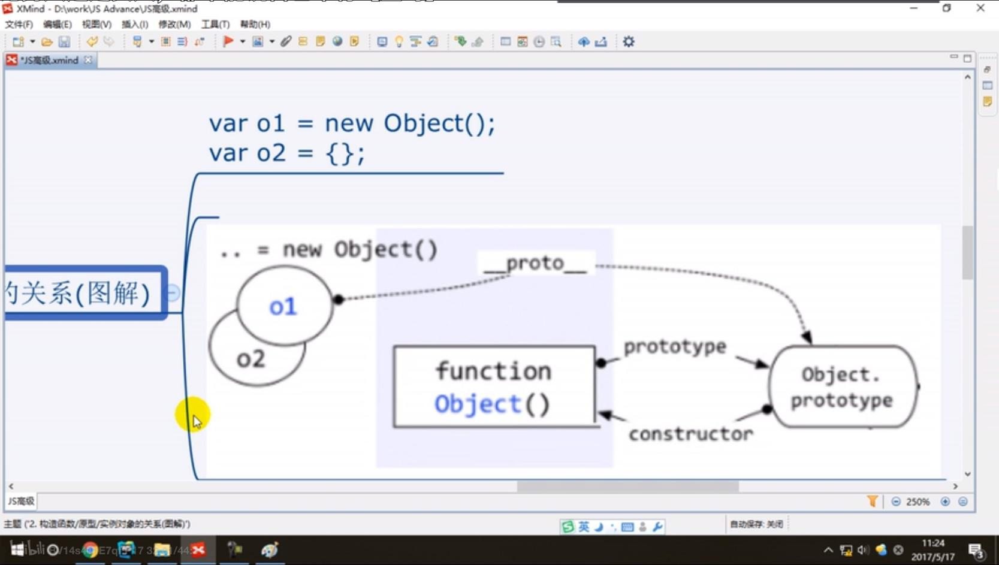 XMind - D:\work\JS Advance\JS高级.xmind
文件(F) 编辑(E) 视图(V) 插入(I) 修改(M) 工具(T) 帮助(H)
*JS高级.xmind
var o1 = new Object();
var o2 = {};
.. = new Object()
__proto__
o1
的关系(图解)
prototype
o2
function
Object()
Object.
prototype
constructor
JS高级
250%
主题 ('2. 构造函数/原型/实例对象的关系(图解)')
英
自动保存: 关闭
bilibili
11:24
2017/5/17
3